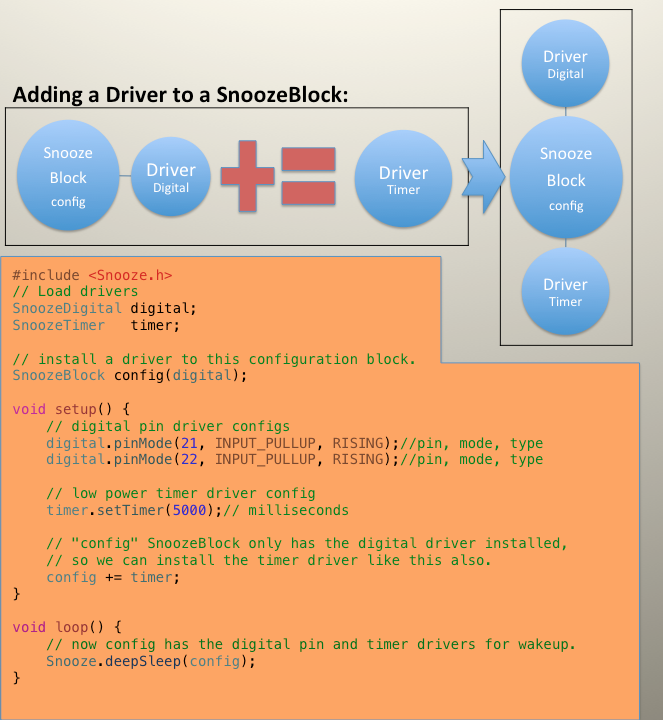 Adding a Driver to a SnoozeBlock:
Snooze
Block
config
Driver
Digital
Driver
Timer
Driver
Digital
Snooze
Block
config
Driver
Timer
#include <Snooze.h>
// Load drivers
SnoozeDigital digital;
SnoozeTimer   timer;
// install a driver to this configuration block.
SnoozeBlock config(digital);
void setup() {
    // digital pin driver configs
    digital.pinMode(21, INPUT_PULLUP, RISING);//pin, mode, type
    digital.pinMode(22, INPUT_PULLUP, RISING);//pin, mode, type
    // low power timer driver config
    timer.setTimer(5000);// milliseconds
    // "config" SnoozeBlock only has the digital driver installed,
    // so we can install the timer driver like this also.
    config += timer;
}
void loop() {
    // now config has the digital pin and timer drivers for wakeup.
    Snooze.deepSleep(config);
}